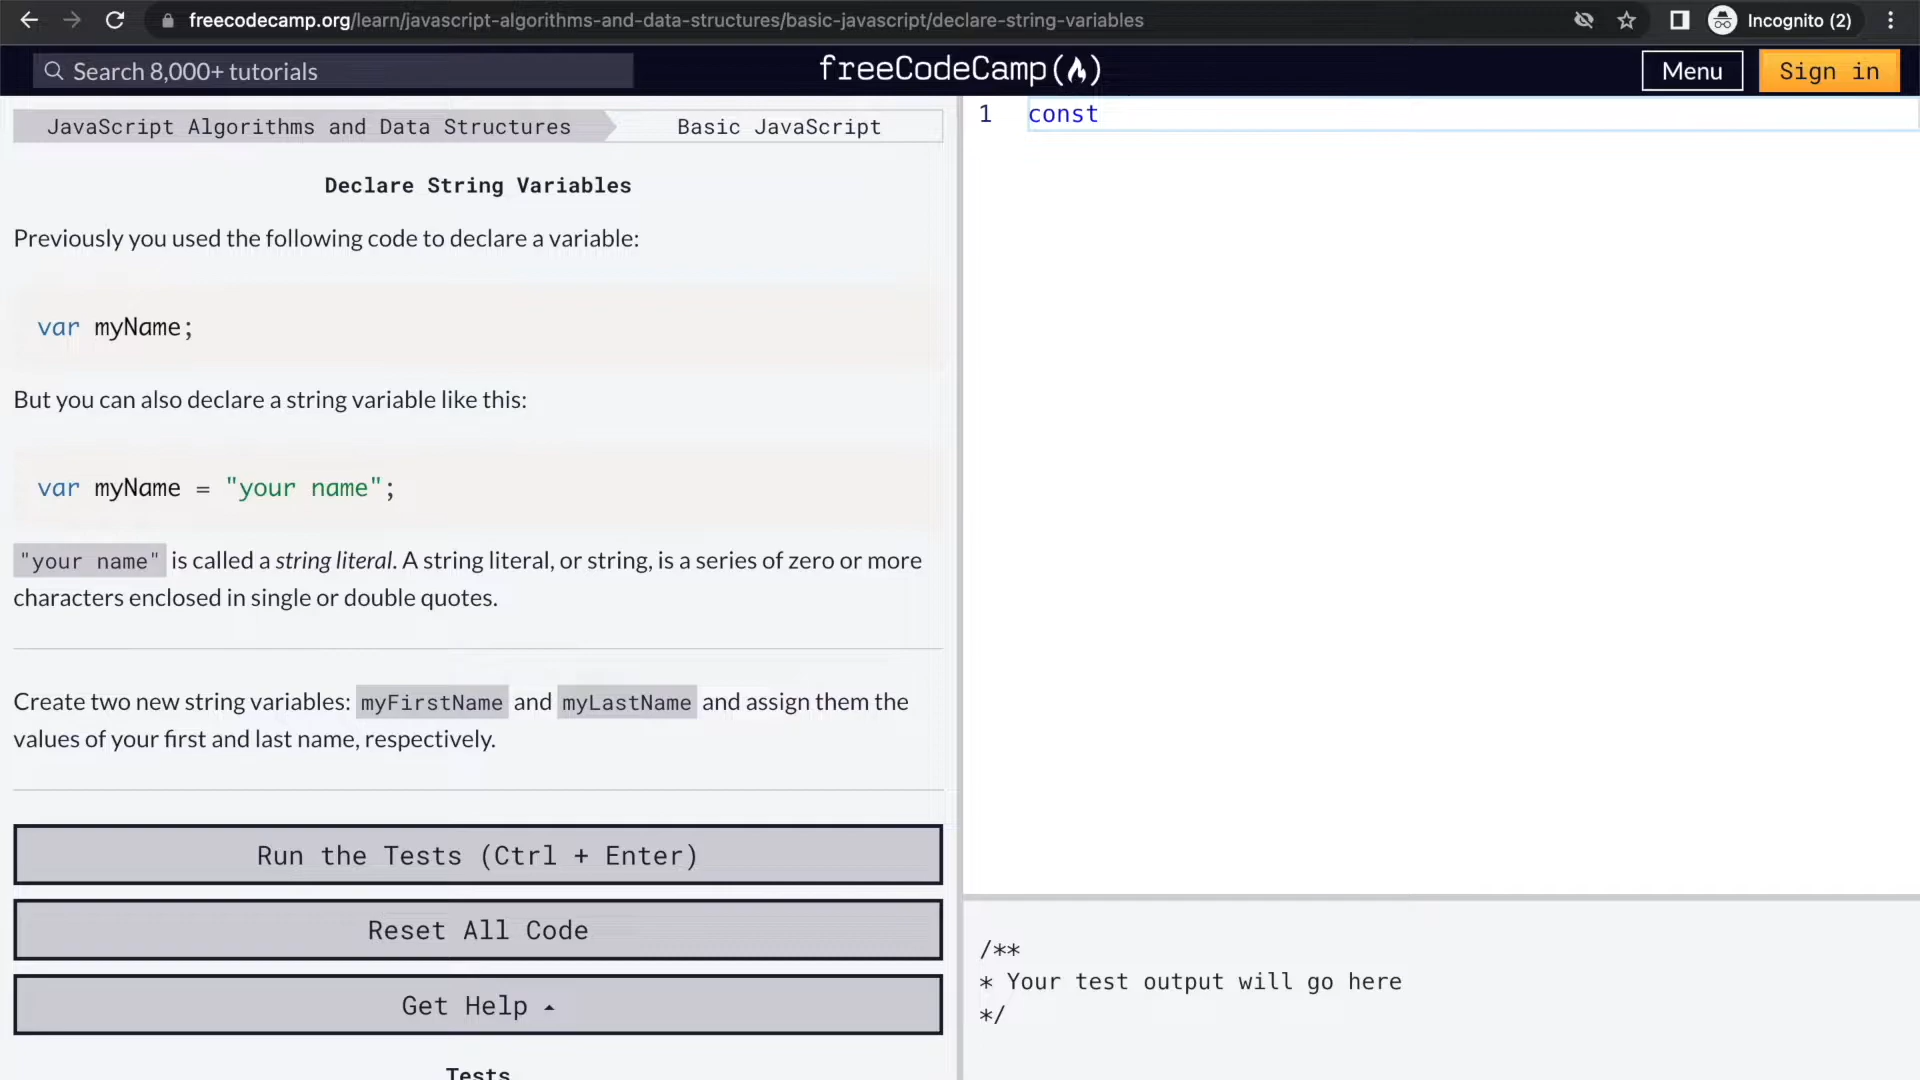 freecodecamp.org/learn/javascript-algorithms-and-data-structures/basic-javascript/declare-string-variables
Incognito (2)
Search 8,000+ tutorials
freeCodeCamp
Menu
Sign in
JavaScript Algorithms and Data Structures
Basic JavaScript
Declare String Variables
Previously you used the following code to declare a variable:
var myName;
But you can also declare a string variable like this:
var myName = "your name";
"your name" is called a string literal. A string literal, or string, is a series of zero or more
characters enclosed in single or double quotes.
Create two new string variables: myFirstName and myLastName and assign them the
values of your first and last name, respectively.
Run the Tests (Ctrl + Enter)
Reset All Code
Get Help
Tests
1 const
/**
* Your test output will go here
*/